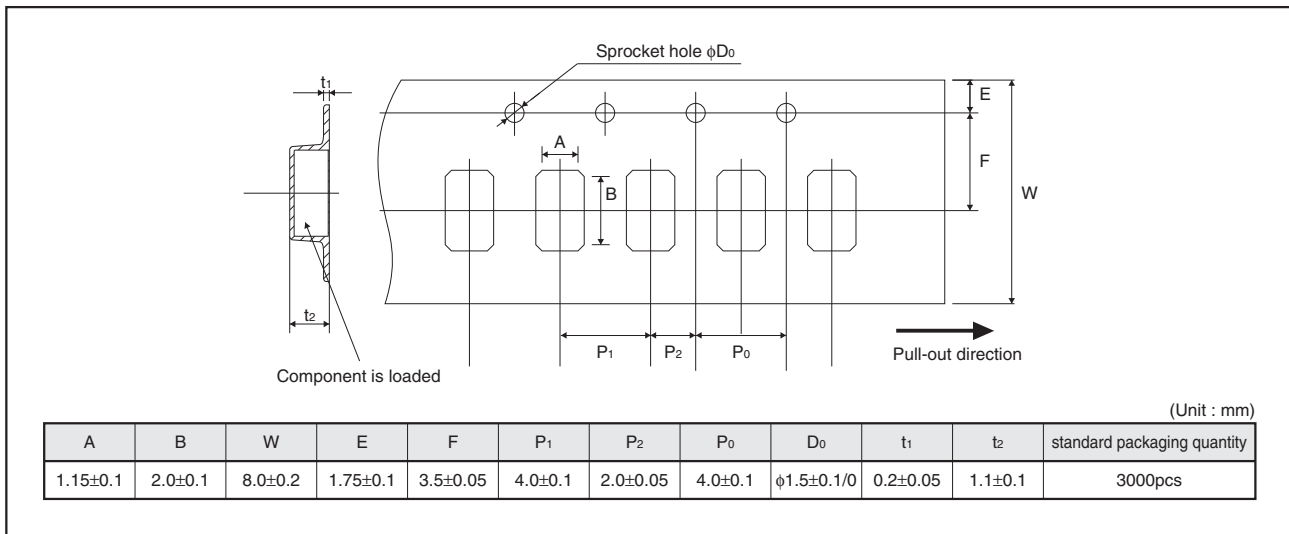 Sprocket hole ϕD0
t1
E
A
F
B
W
t2
P1
P2
P0
Pull-out direction
Component is loaded
(Unit : mm)
A B W E F P1 P2 P0 D0 t1 t2 standard packaging quantity
1.15±0.1 2.0±0.1 8.0±0.2 1.75±0.1 3.5±0.05 4.0±0.1 2.0±0.05 4.0±0.1 ϕ1.5±0.1/0 0.2±0.05 1.1±0.1 3000pcs